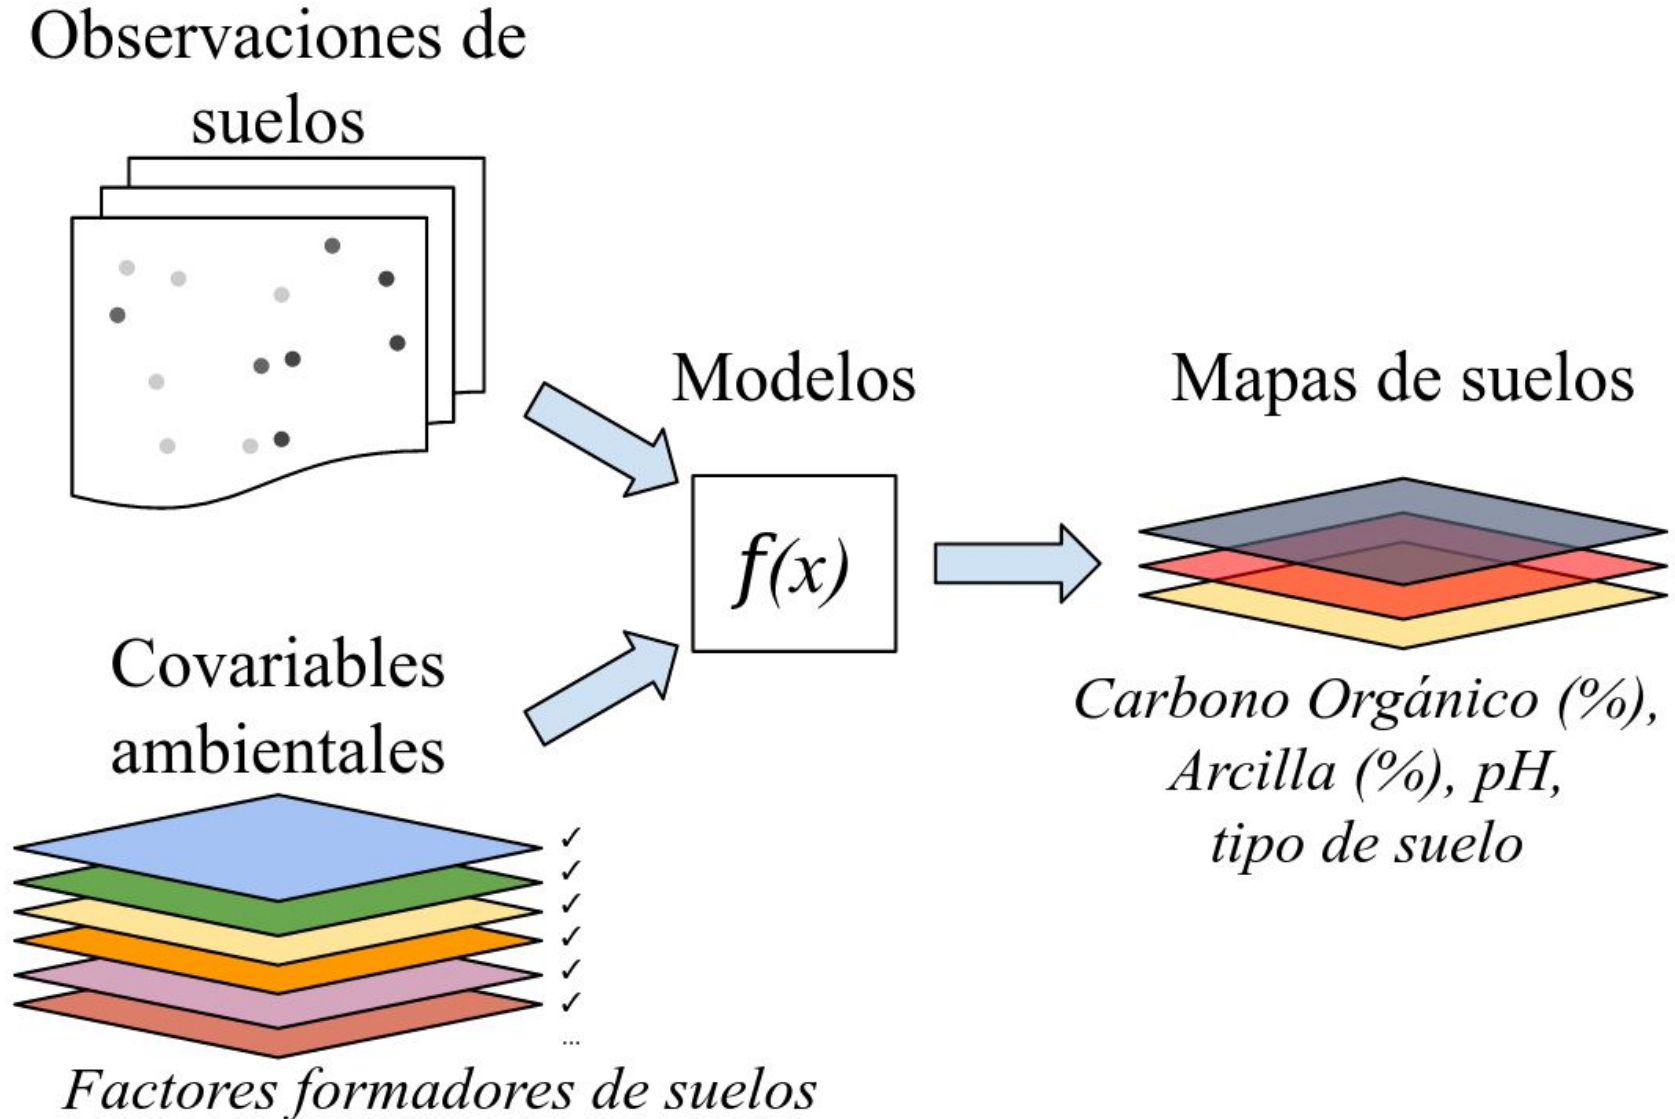 Observaciones de
suelos
Modelos
f(x)
Mapas de suelos
Carbono Orgánico (%),
Arcilla (%), pH,
tipo de suelo
Covariables
ambientales
✓
✓
✓
✓
✓
✓
...
Factores formadores de suelos